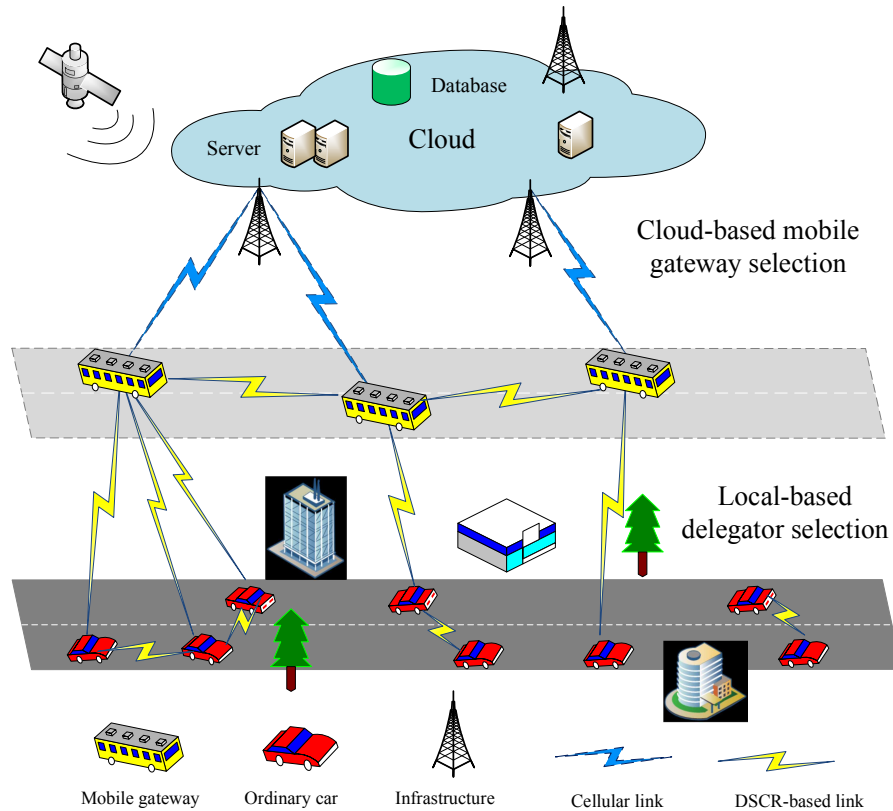 Database
Server
Cloud
Cloud-based mobile
gateway selection
Local-based
delegator selection
Mobile gateway
Ordinary car
Infrastructure
Cellular link
DSCR-based link